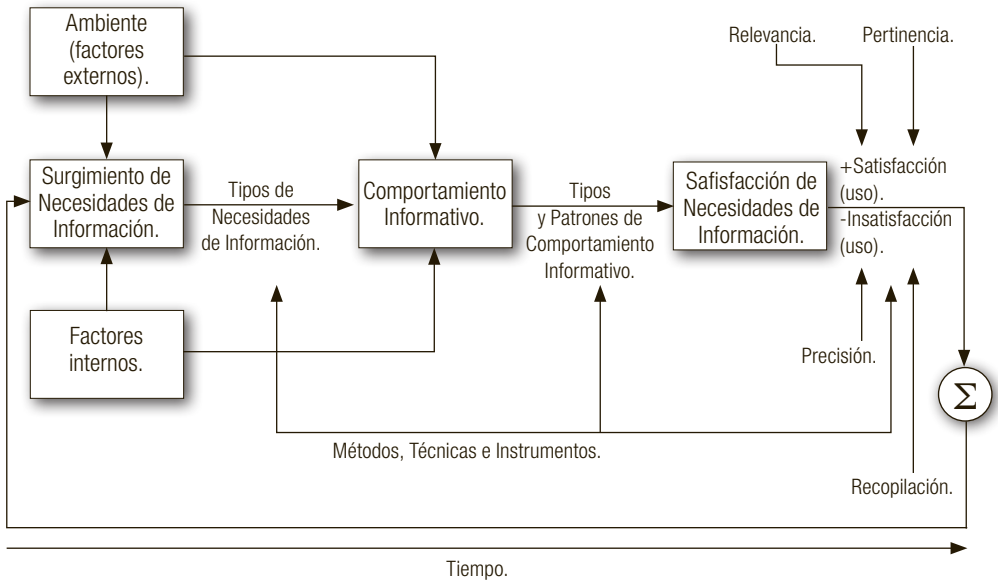 Ambiente
(factores
externos).
Relevancia.
Pertinencia.
Surgimiento de
Necesidades de
Información.
Tipos de
Necesidades
de Información.
Comportamiento
Informativo.
Tipos
y Patrones de
Comportamiento
Informativo.
Safisfacción de
Necesidades de
Información.
+Satisfacción
(uso).
-Insatisfacción
(uso).
Factores
internos.
Precisión.
Σ
Métodos, Técnicas e Instrumentos.
Recopilación.
Tiempo.